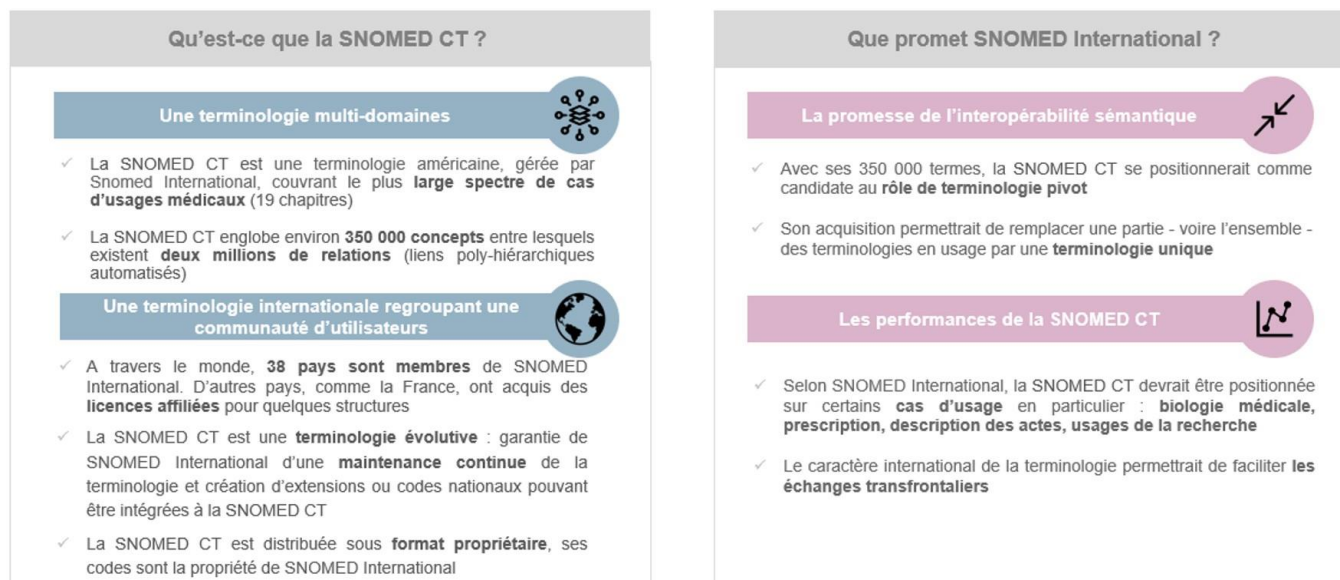 Qu'est-ce que la SNOMED CT ?
Une terminologie multi-domaines
✓ La SNOMED CT est une terminologie américaine, gérée par
Snomed International, couvrant le plus large spectre de cas
d'usages médicaux (19 chapitres)
✓ La SNOMED CT englobe environ 350 000 concepts entre lesquels
existent deux millions de relations (liens poly-hiérarchiques
automatisés)
Une terminologie internationale regroupant une
communauté d'utilisateurs
✓ A travers le monde, 38 pays sont membres de SNOMED
International. D'autres pays, comme la France, ont acquis des
licences affiliées pour quelques structures
✓ La SNOMED CT est une terminologie évolutive : garantie de
SNOMED International d'une maintenance continue de la
terminologie et création d'extensions ou codes nationaux pouvant
être intégrées à la SNOMED CT
✓ La SNOMED CT est distribuée sous format propriétaire, ses
codes sont la propriété de SNOMED International
Que promet SNOMED International ?
La promesse de l'interopérabilité sémantique
✓ Avec ses 350 000 termes, la SNOMED CT se positionnerait comme
candidate au rôle de terminologie pivot
✓ Son acquisition permettrait de remplacer une partie - voire l'ensemble -
des terminologies en usage par une terminologie unique
Les performances de la SNOMED CT
✓ Selon SNOMED International, la SNOMED CT devrait être positionnée
sur certains cas d'usage en particulier : biologie médicale,
prescription, description des actes, usages de la recherche
✓ Le caractère international de la terminologie permettrait de faciliter les
échanges transfrontaliers